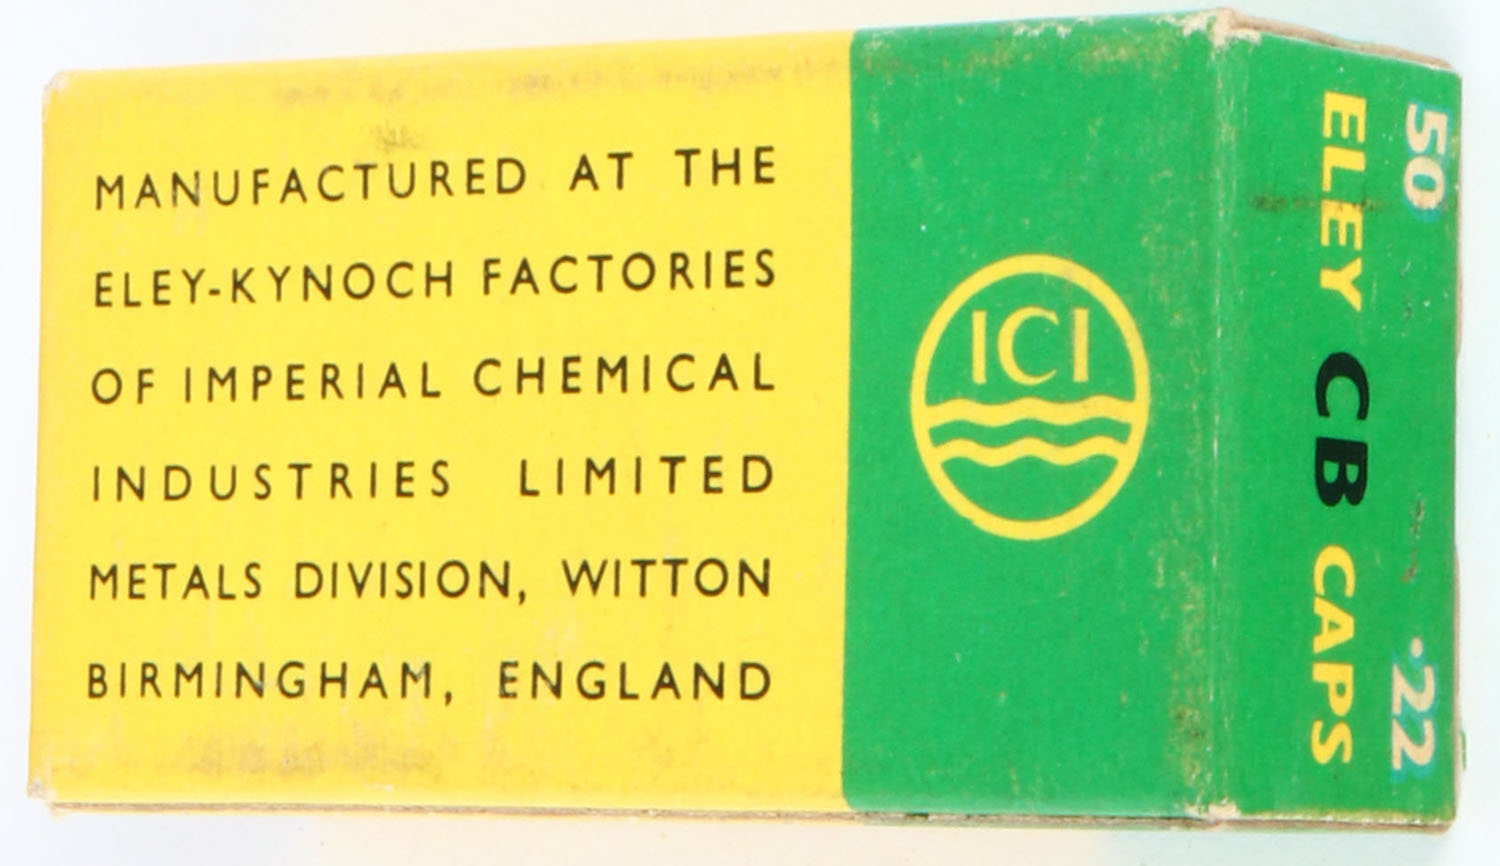 MANUFACTURED AT THE
ELEY-KYNOCH FACTORIES
OF IMPERIAL CHEMICAL
INDUSTRIES LIMITED
METALS DIVISION, WITTON
BIRMINGHAM, ENGLAND
ICI
50 .22
ELEY CB CAPS